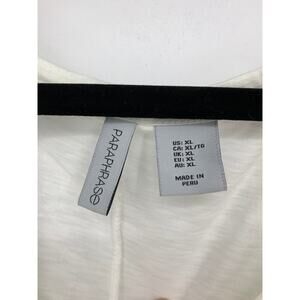 PARAPHRASE
US: XL
CA: XL/TG
UK: XL
EU: XL
AU: XL
MADE IN
PERU